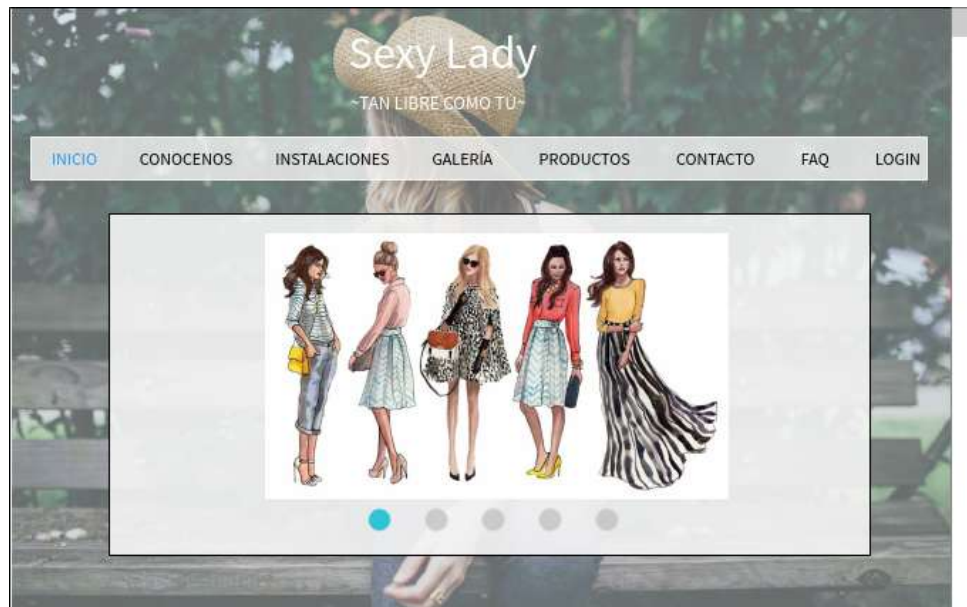 Sexy Lady
~TAN LIBRE COMO TU~
INICIO CONOCENOS INSTALACIONES GALERÍA PRODUCTOS CONTACTO FAQ LOGIN